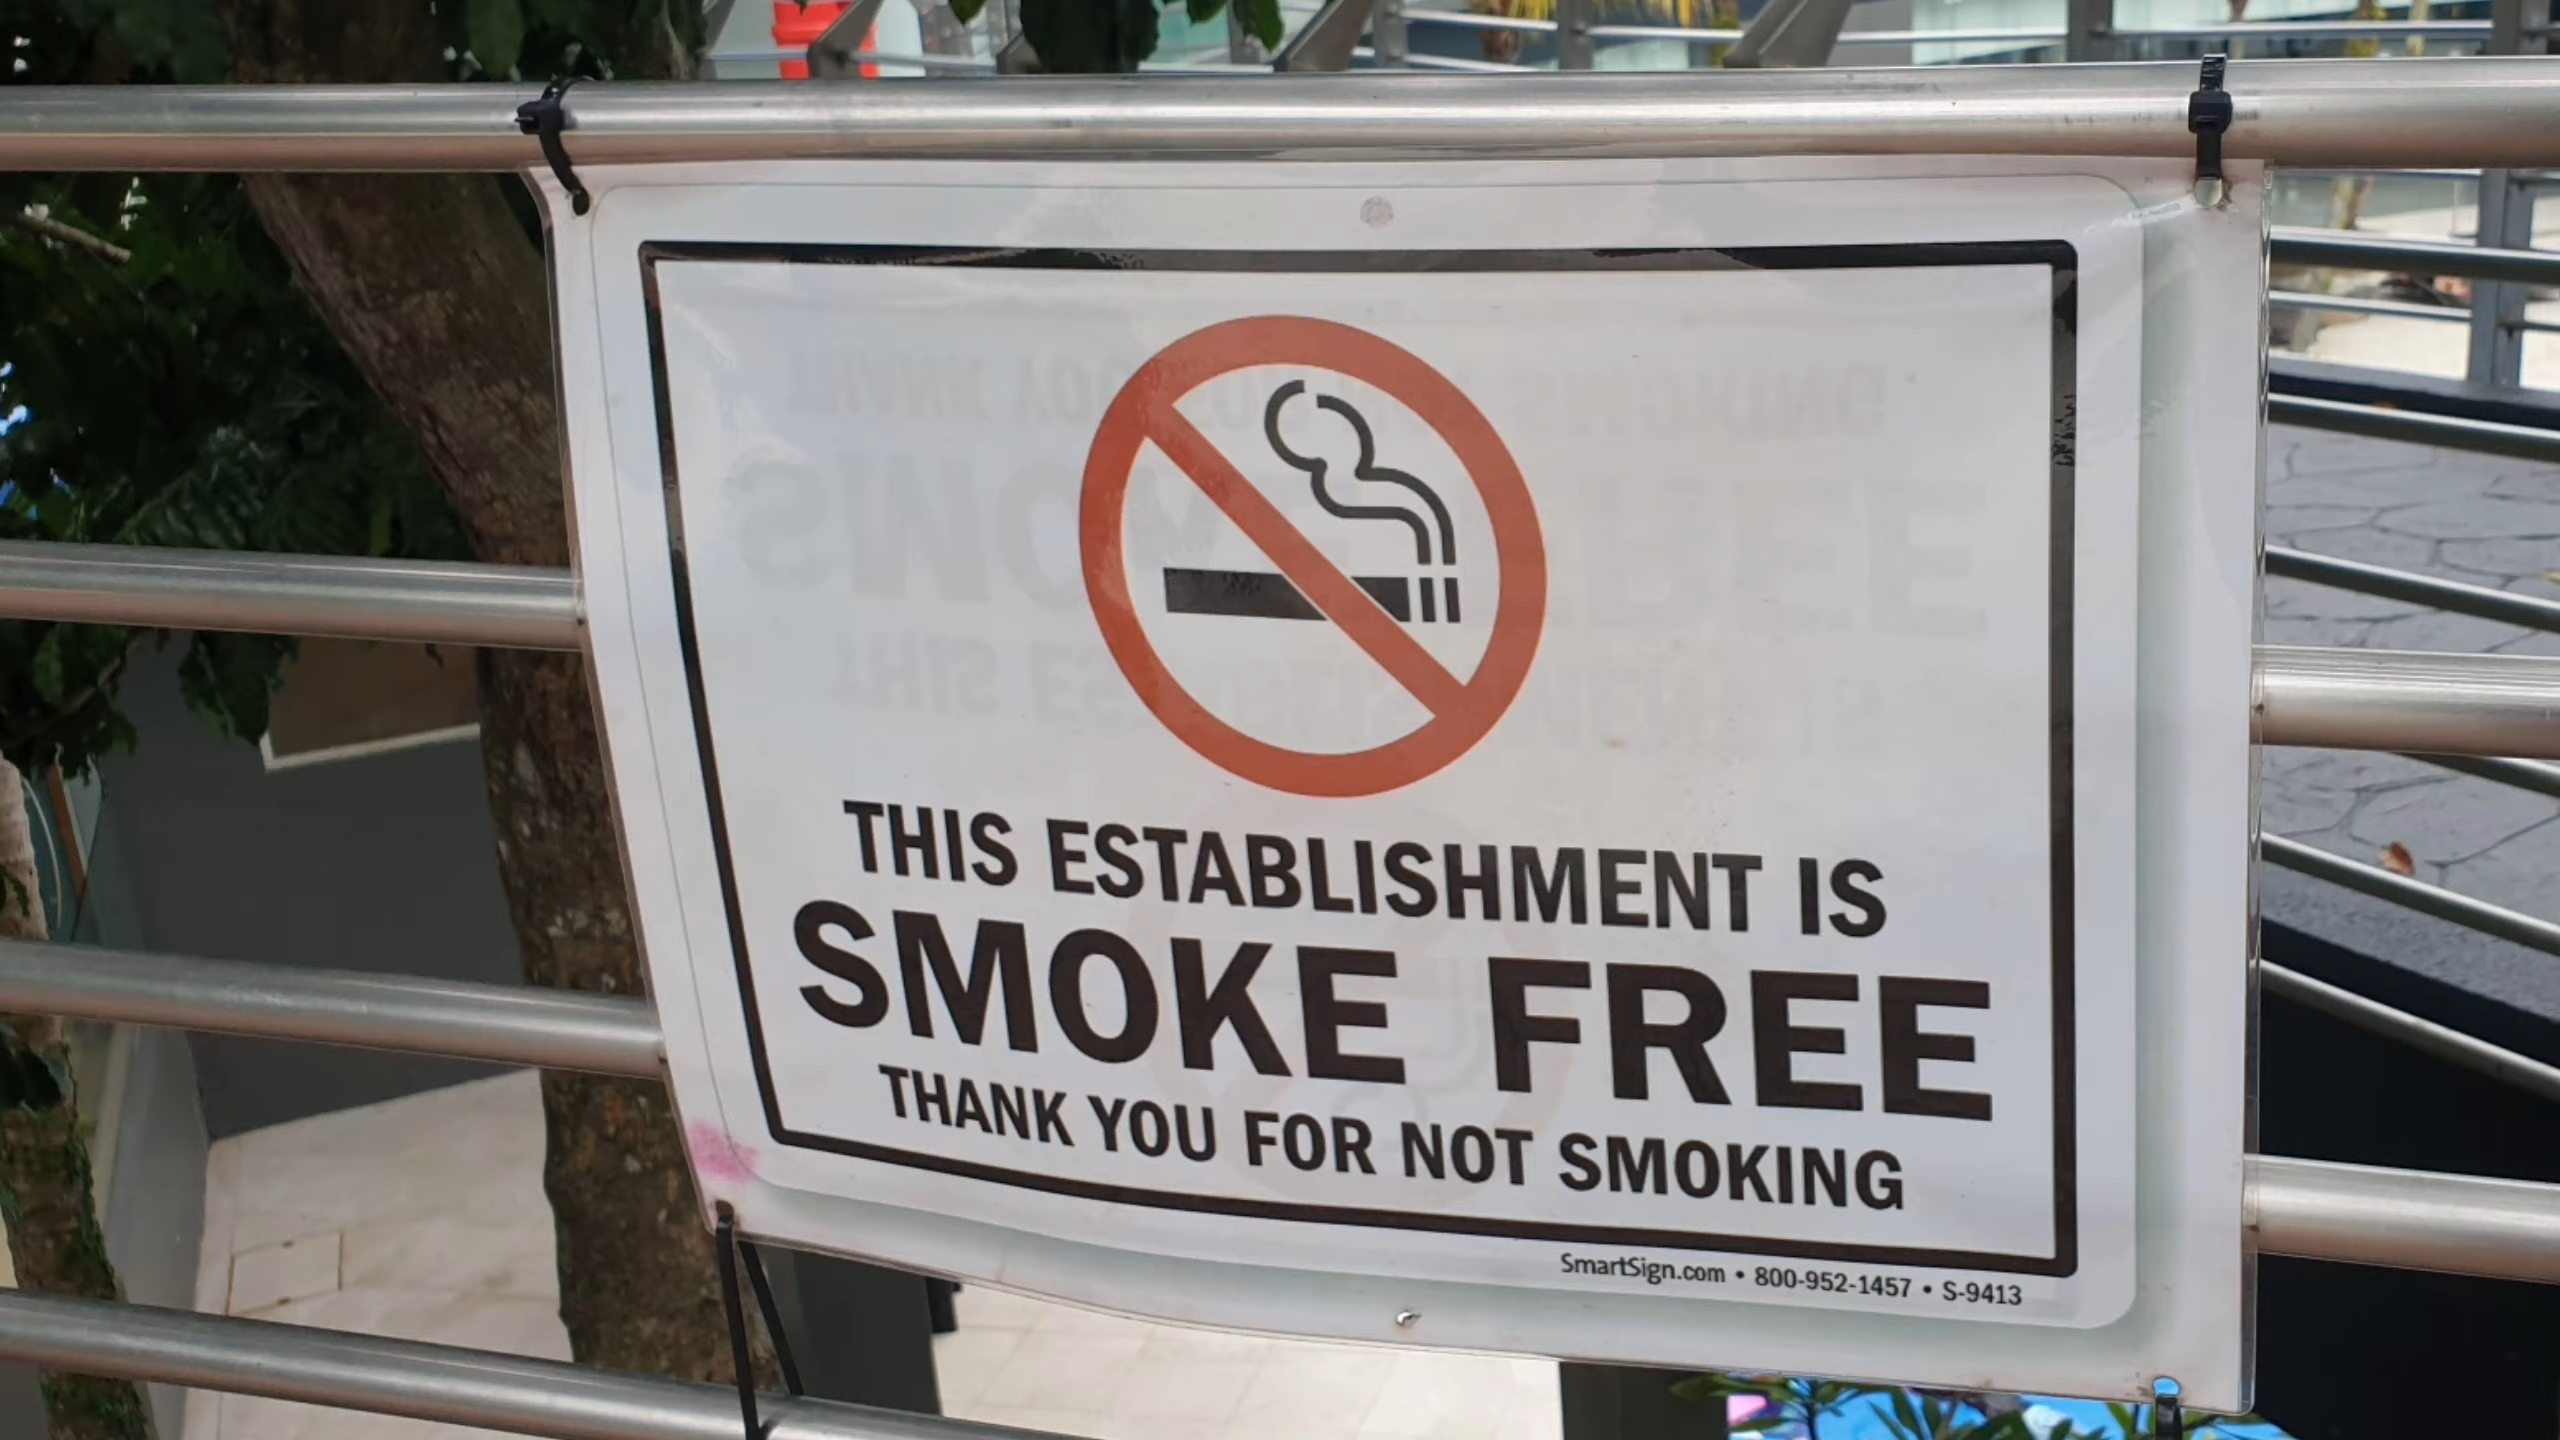 THIS ESTABLISHMENT IS
SMOKE FREE
THANK YOU FOR NOT SMOKING
SmartSign.com • 800-952-1457 • S-9413